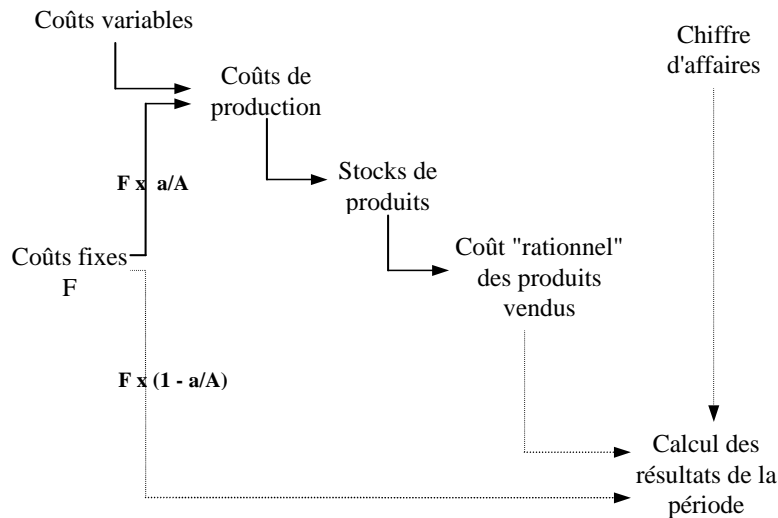 Coûts variables
Chiffre
d'affaires
Coûts de
production
F x a/A
Stocks de
produits
Coûts fixes
F
Coût "rationnel"
des produits
vendus
F x (1 - a/A)
Calcul des
résultats de la
période